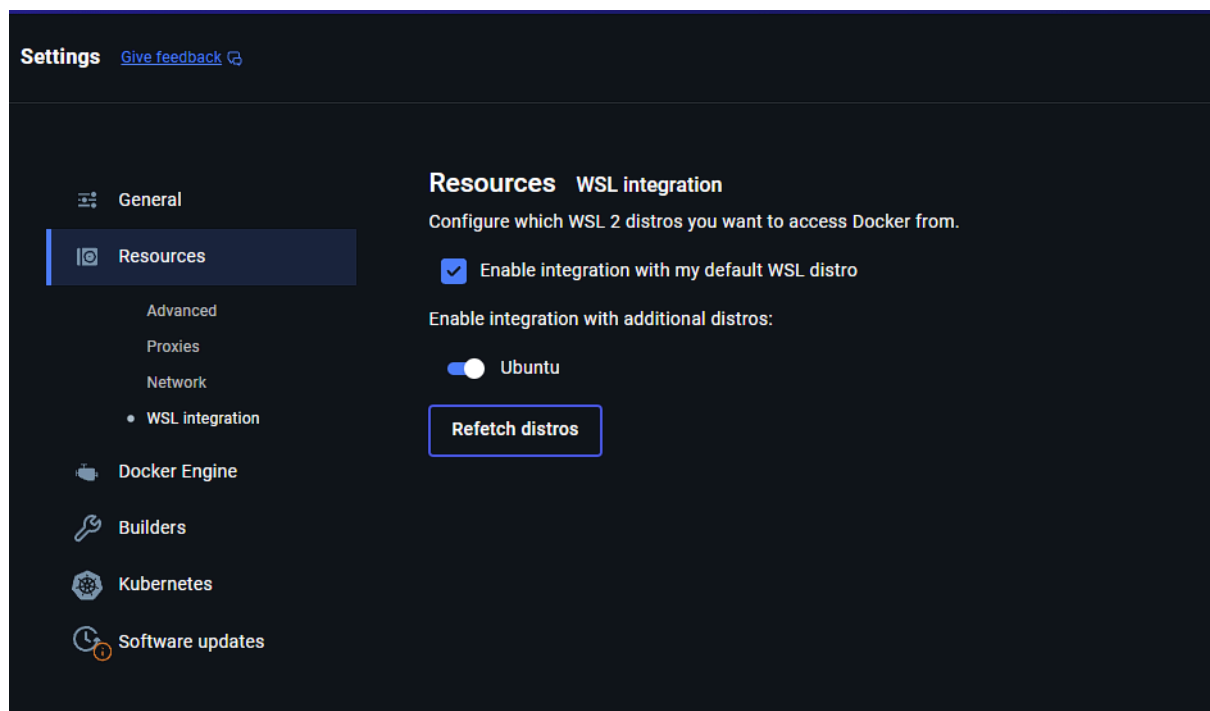 Settings Give feedback
General
Resources
Advanced
Proxies
Network
WSL integration
Docker Engine
Builders
Kubernetes
Software updates
Resources WSL integration
Configure which WSL 2 distros you want to access Docker from.
Enable integration with my default WSL distro
Enable integration with additional distros:
Ubuntu
Refetch distros